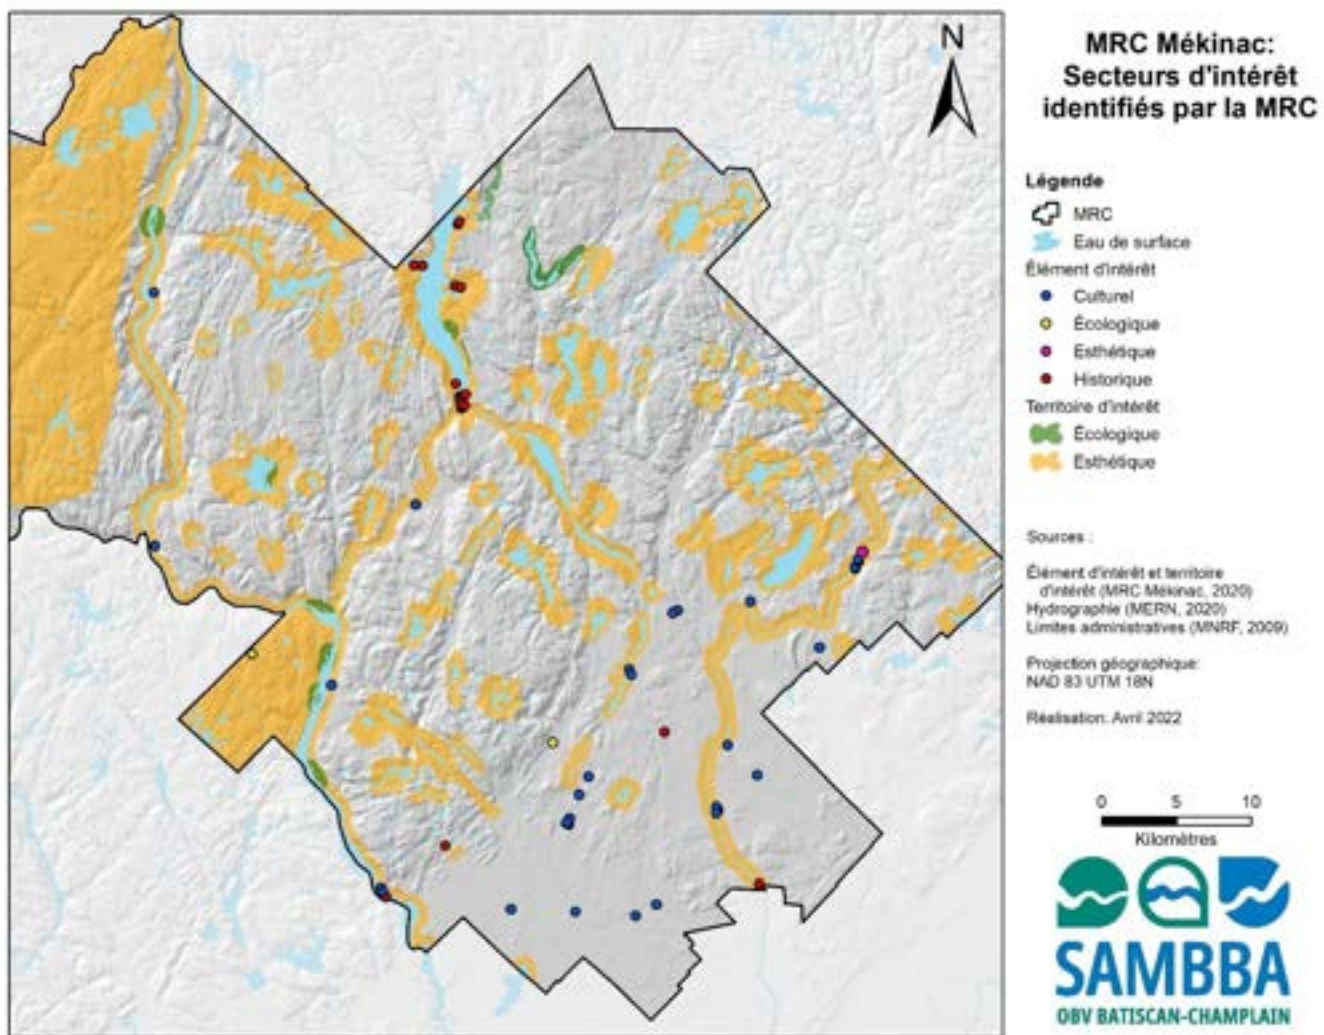 N
MRC Mékinac:
Secteurs d'intérêt
identifiés par la MRC
Légende
MRC
Eau de surface
Élément d'intérêt
Culturel
Écologique
Esthétique
Historique
Territoire d'intérêt
Écologique
Esthétique
Sources :
Élément d'intérêt et territoire
d'intérêt (MRC Mékinac, 2020)
Hydrographie (MERN, 2020)
Limites administratives (MNRF, 2009)
Projection géographique:
NAD 83 UTM 18N
Réalisation: Avril 2022
0 5 10
Kilomètres
SAMBBA
OBV BATISCAN-CHAMPLAIN